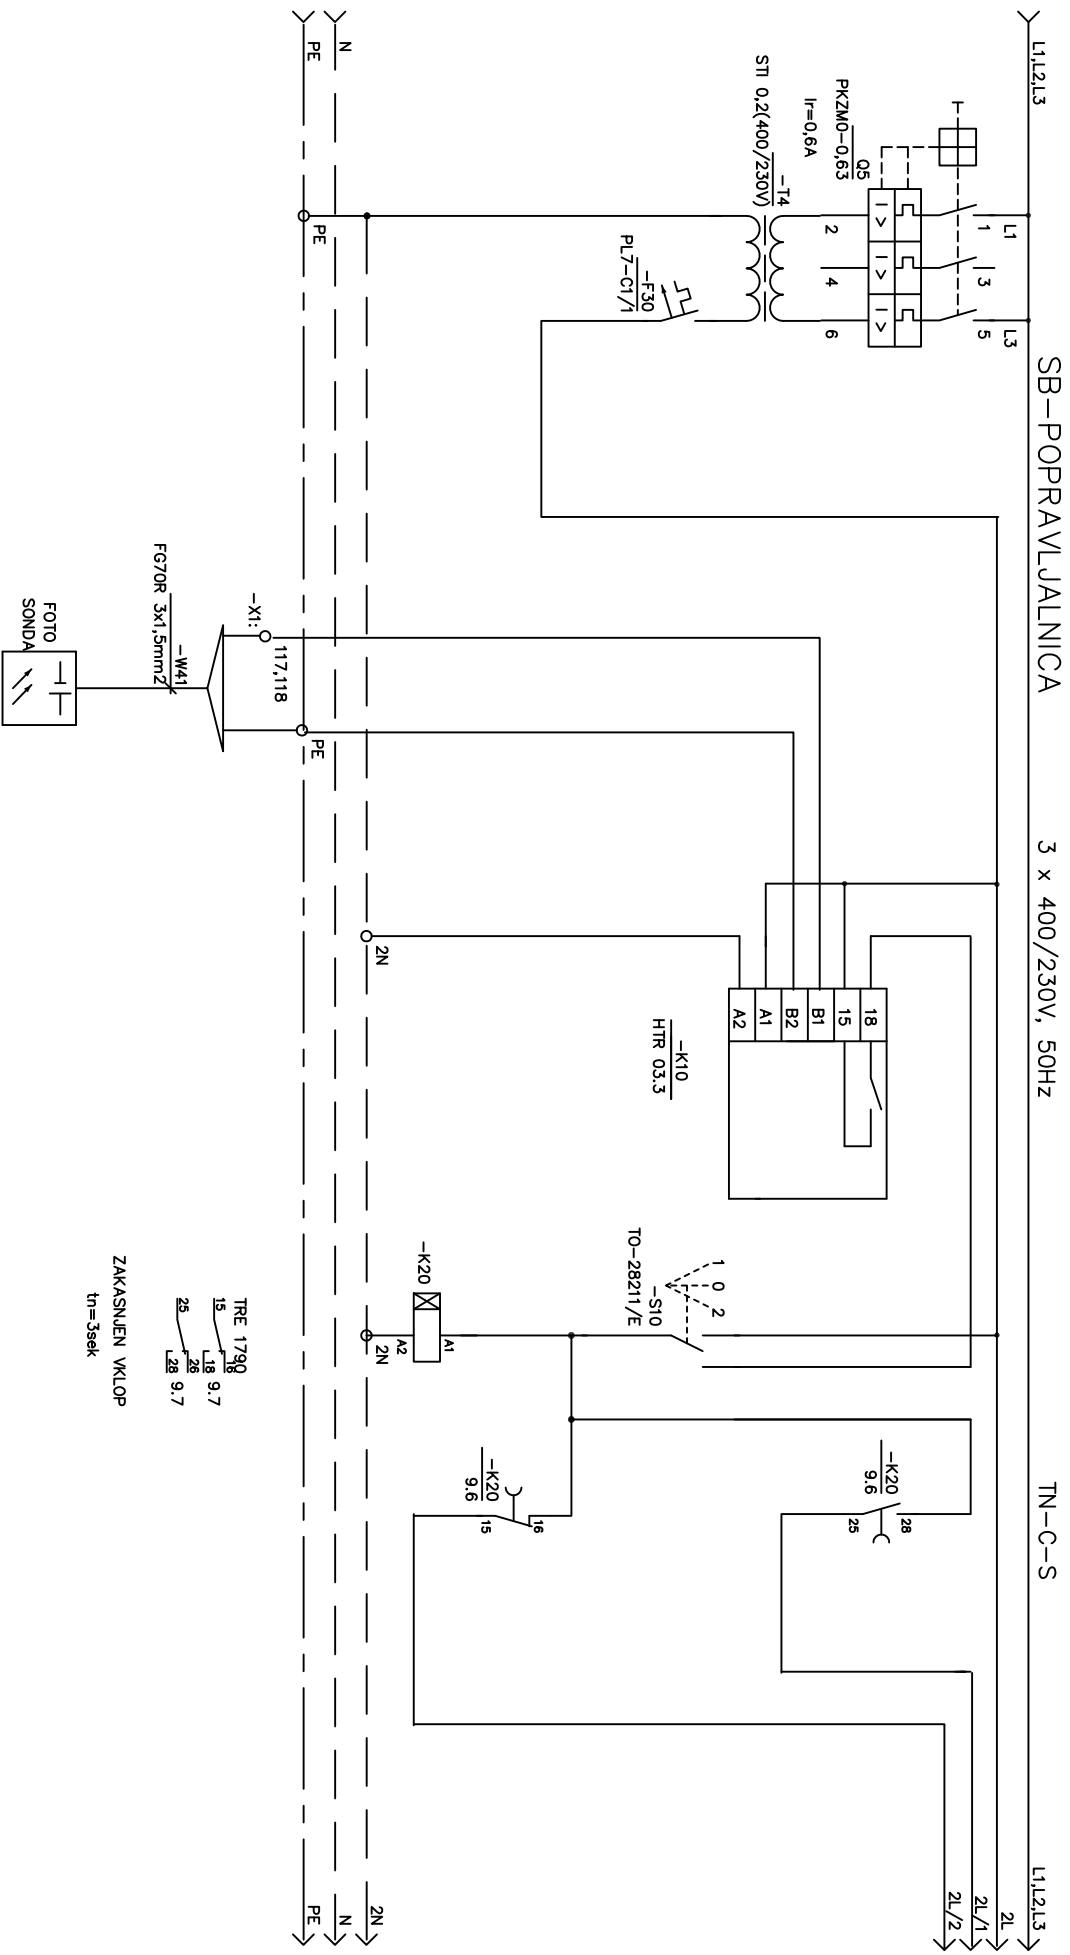 SB-POPRAVLJALNICA
3 x 400/230V, 50Hz
TN-C-S
L1,L2,L3
L1,L2,L3
2L
2L/1
2L/2
L1
L3
1
3
5
Q5
PKZM0-0,63
Ir=0,6A
I >
I >
I >
2
4
6
-T4
STI 0,2(400/230V)
-F30
PL7-C1/1
18
15
B1
B2
A1
A2
-K10
HTR 03.3
1
0
2
-S10
TO-28211/E
-K20
9.6
28
25
-K20
9.6
16
15
-K20
A1
A2
2N
2N
2N
N
N
PE
PE
PE
PE
-X1:
117,118
-W41
FG7OR 3x1,5mm2
FOTO
SONDA
TRE 1790
15
16
18
9.7
25
26
28
9.7
ZAKASNJEN VKLOP
tn=3sek